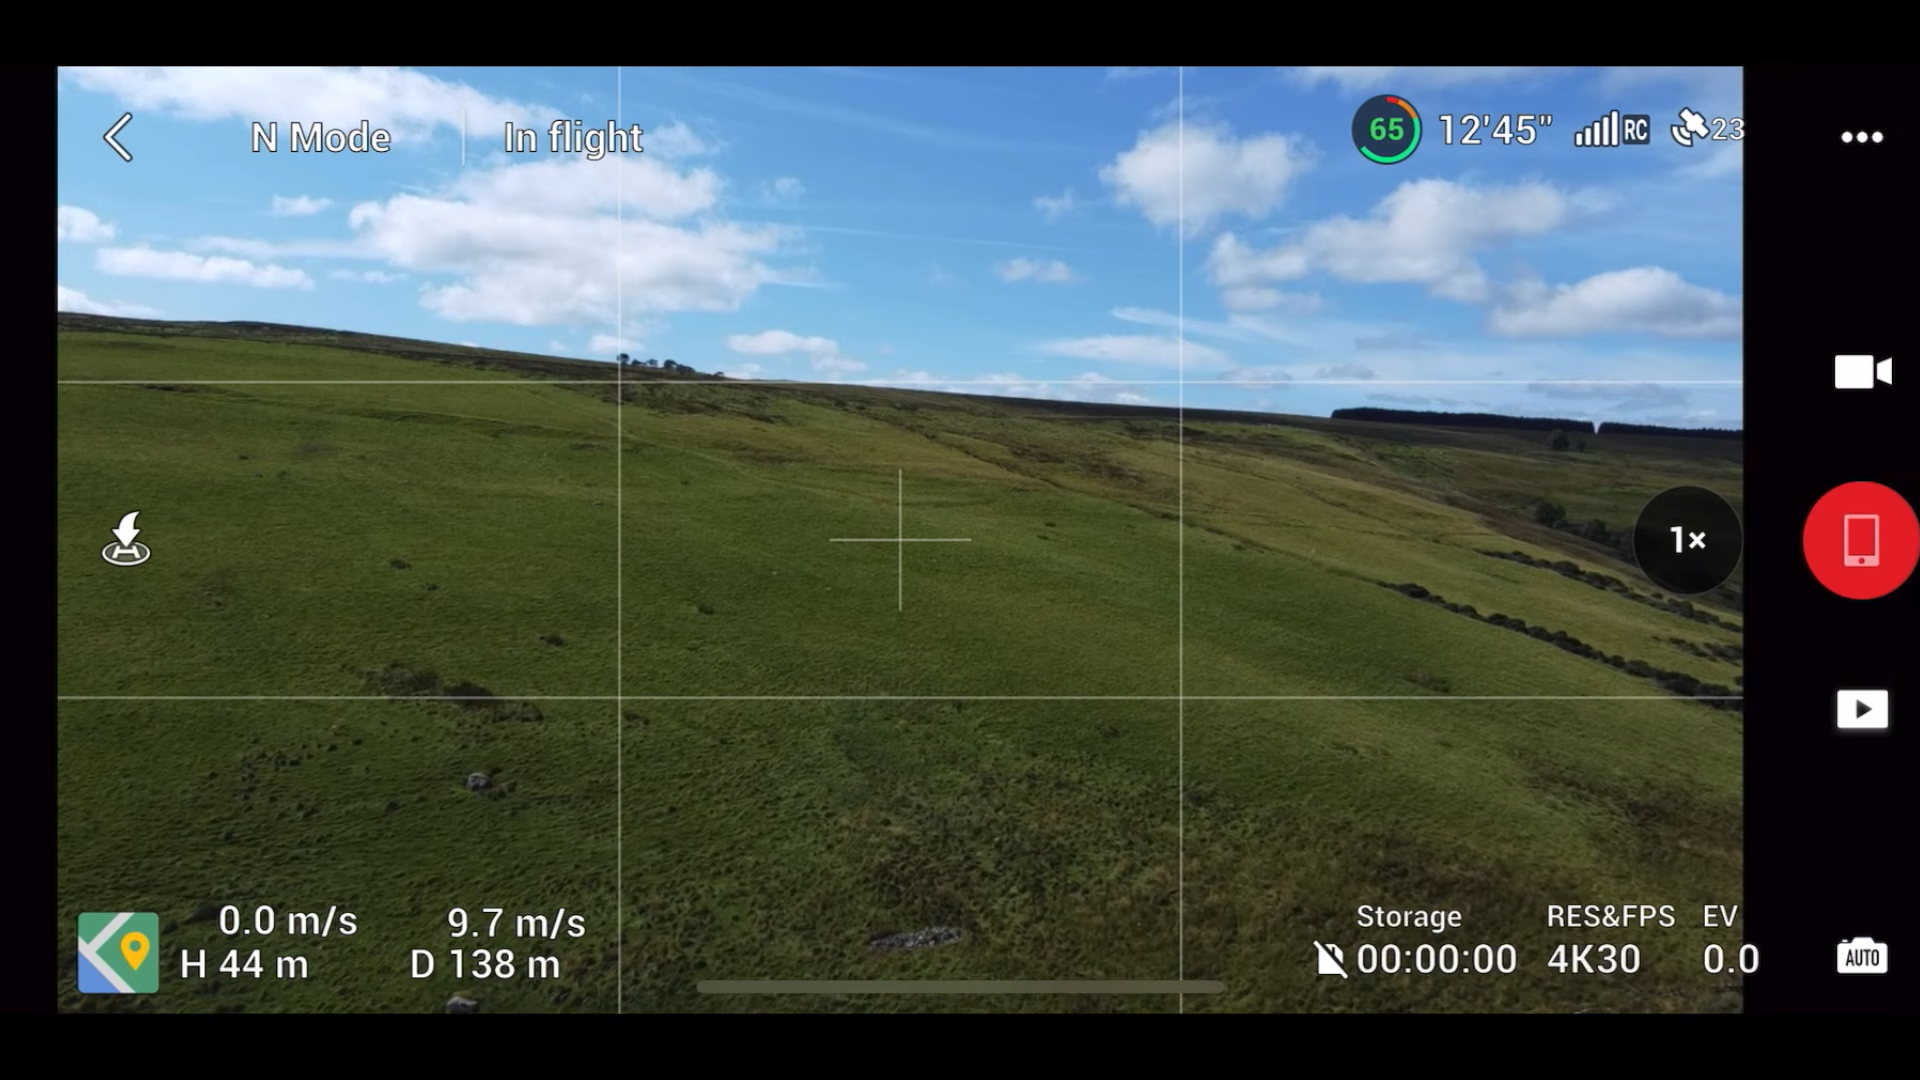 N Mode In flight 65 12'45" RC 23
1×
0.0 m/s 9.7 m/s
H 44 m D 138 m
Storage RES&FPS EV
00:00:00 4K30 0.0
AUTO